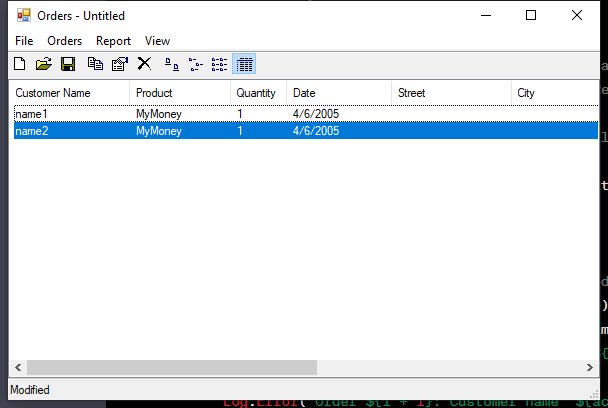 Orders - Untitled
File Orders Report View
Customer Name Product Quantity Date Street City
name1 MyMoney 1 4/6/2005
name2 MyMoney 1 4/6/2005
Modified
Log.Error( Order ${i + 1}: Customer name